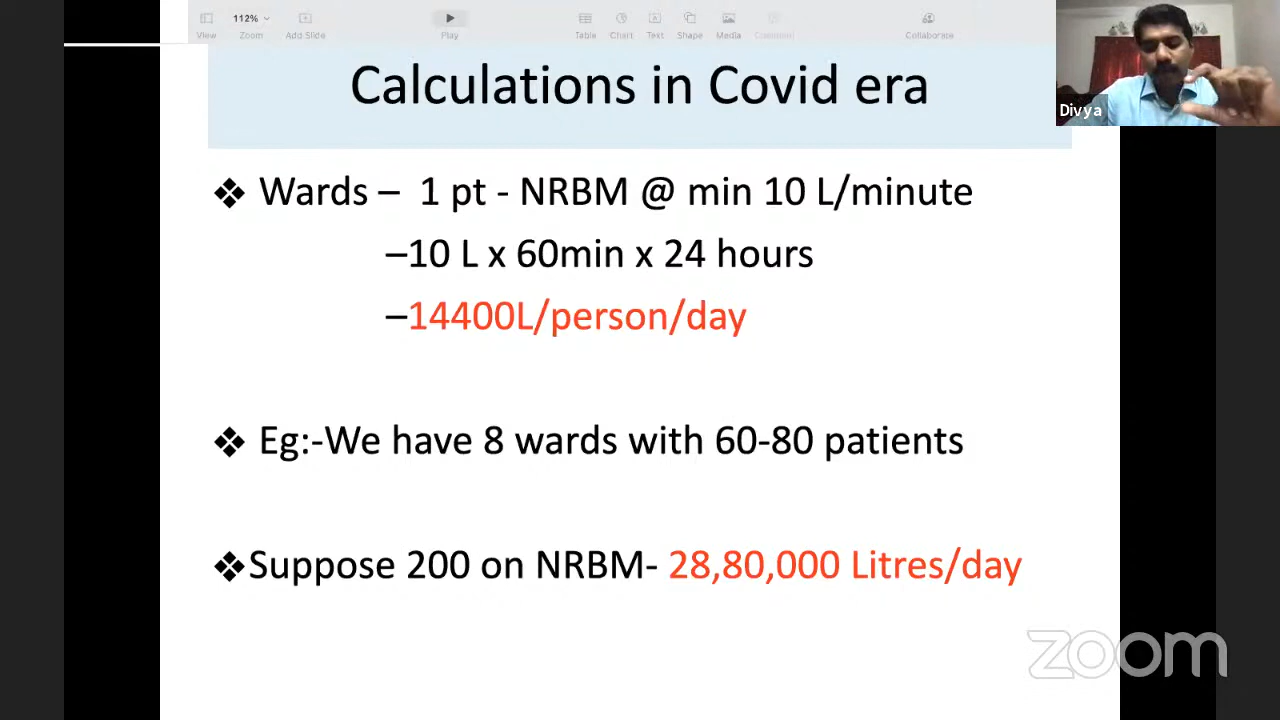 112%
View
Zoom
Add Slide
Play
Table
Chart
Text
Shape
Media
Comment
Collaborate
Calculations in Covid era
Divya
❖ Wards – 1 pt - NRBM @ min 10 L/minute
–10 L x 60min x 24 hours
–14400L/person/day
❖ Eg:-We have 8 wards with 60-80 patients
❖Suppose 200 on NRBM- 28,80,000 Litres/day
zoom